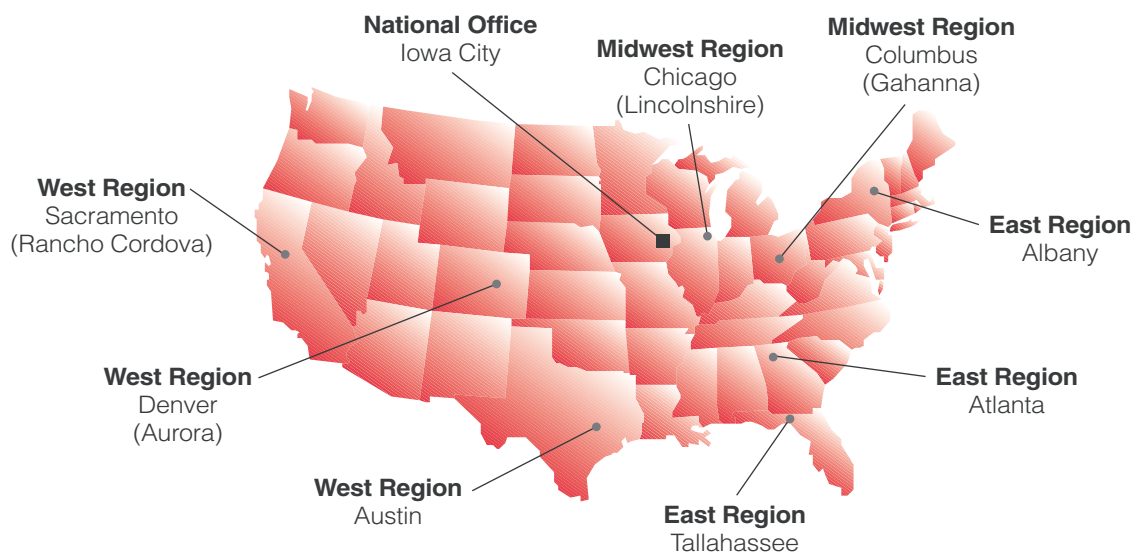 National Office
Iowa City
Midwest Region
Chicago
(Lincolnshire)
Midwest Region
Columbus
(Gahanna)
West Region
Sacramento
(Rancho Cordova)
East Region
Albany
West Region
Denver
(Aurora)
East Region
Atlanta
West Region
Austin
East Region
Tallahassee